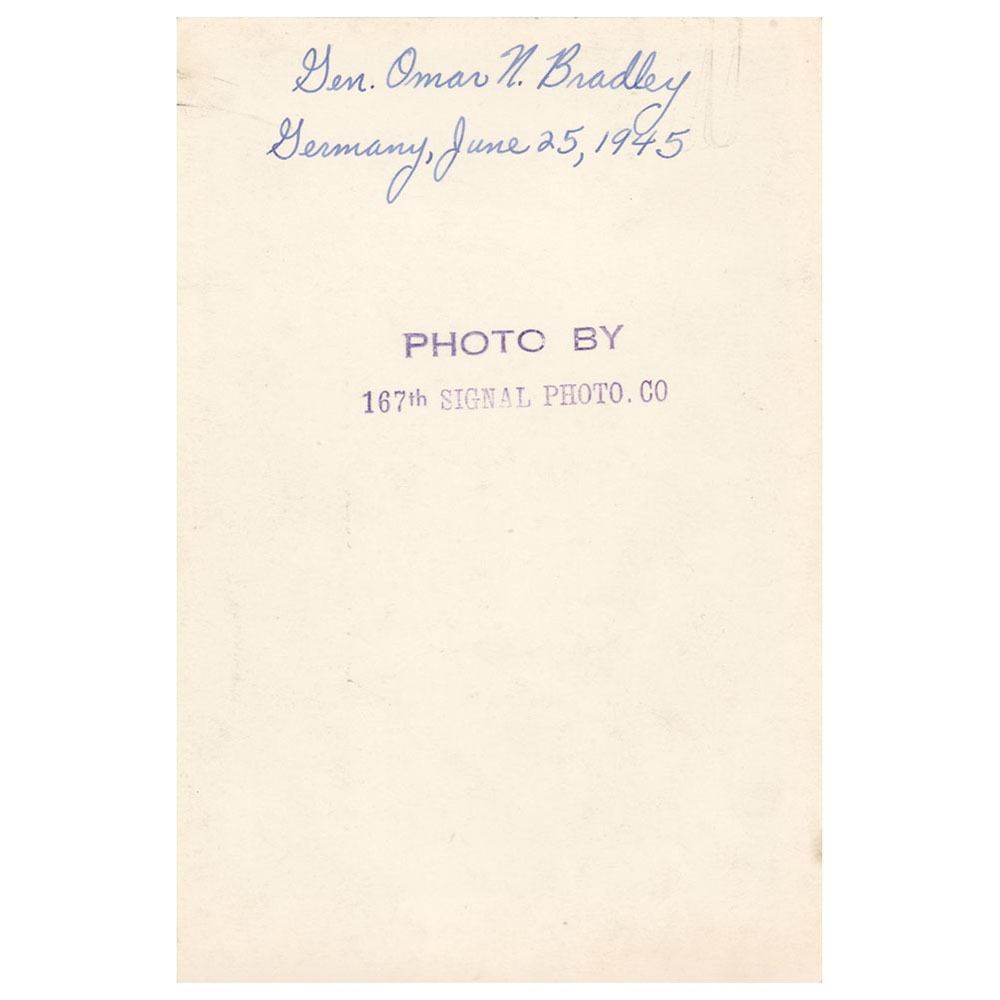 Gen. Omar N. Bradley
Germany, June 25, 1945
PHOTO BY
167th SIGNAL PHOTO. CO